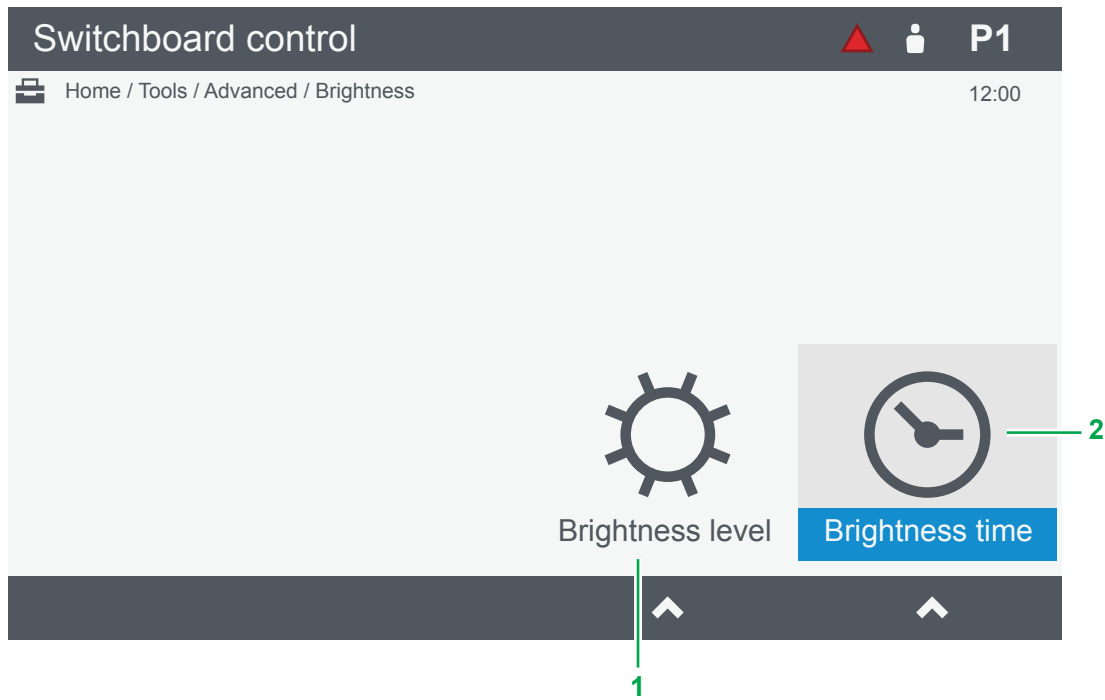 Switchboard control P1
Home / Tools / Advanced / Brightness 12:00
2
Brightness level Brightness time
1